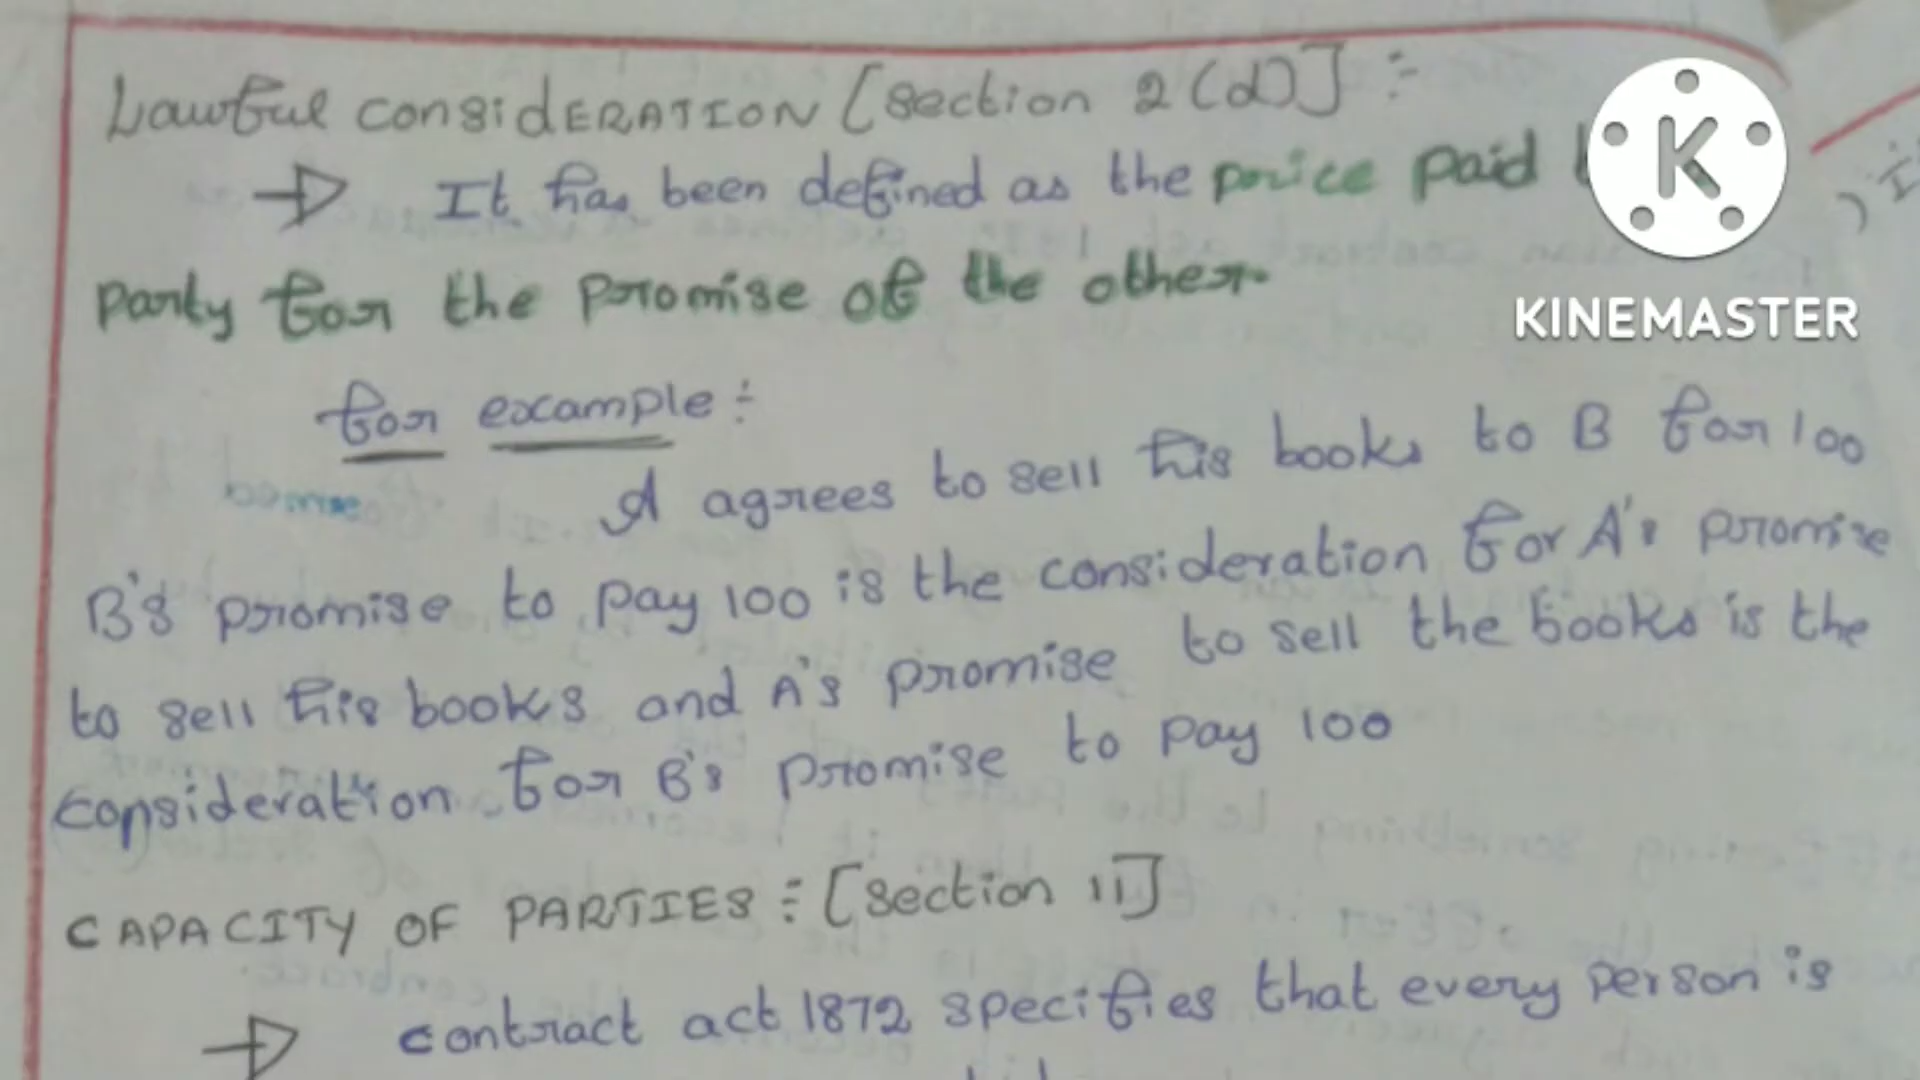 Lawful consideration [section 2(d)] :-
→ It has been defined as the price paid
party for the promise of the other.
for example :-
A agrees to sell his books to B for 100
B's promise to pay 100 is the consideration for A's promise
to sell his books and A's promise to sell the books is the
consideration for B's promise to pay 100
CAPACITY OF PARTIES :- [section 11]
→ contract act 1872 specifies that every person is
KINEMASTER